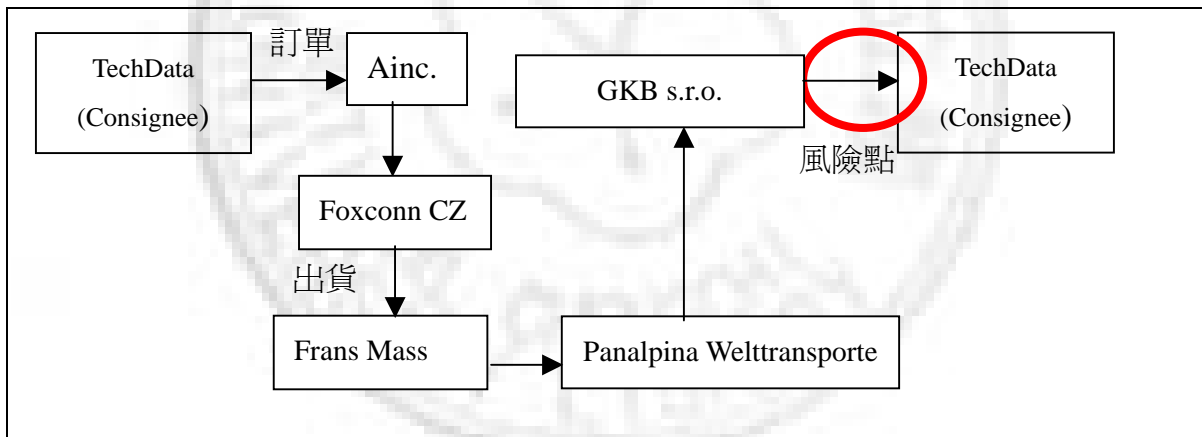 TechData
(Consignee)
訂單
Ainc.
Foxconn CZ
出貨
Frans Mass
Panalpina Welttransporte
GKB s.r.o.
風險點
TechData
(Consignee)